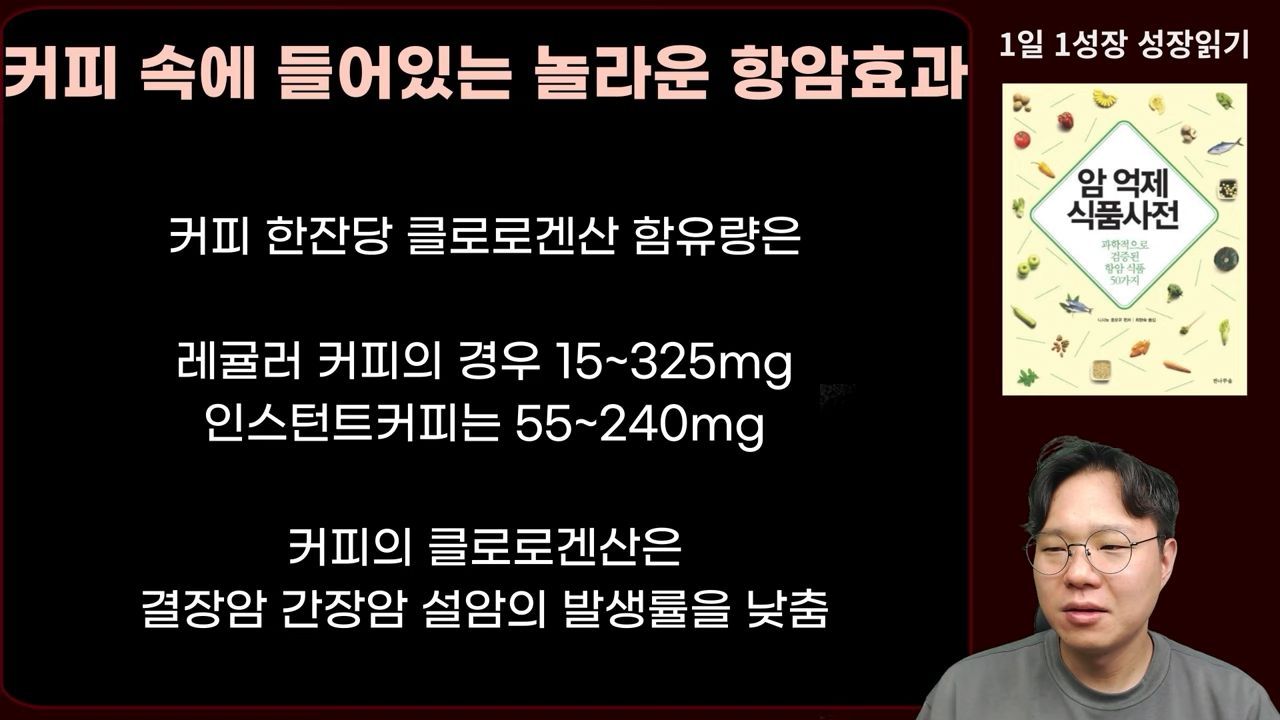 커피 속에 들어있는 놀라운 항암효과
커피 한잔당 클로로겐산 함유량은
레귤러 커피의 경우 15~325mg
인스턴트커피는 55~240mg
커피의 클로로겐산은
결장암 간장암 설암의 발생률을 낮춤
1일 1성장 성장읽기
암 억제
식품사전
과학적으로
검증된
항암 식품
50가지
전나무숲